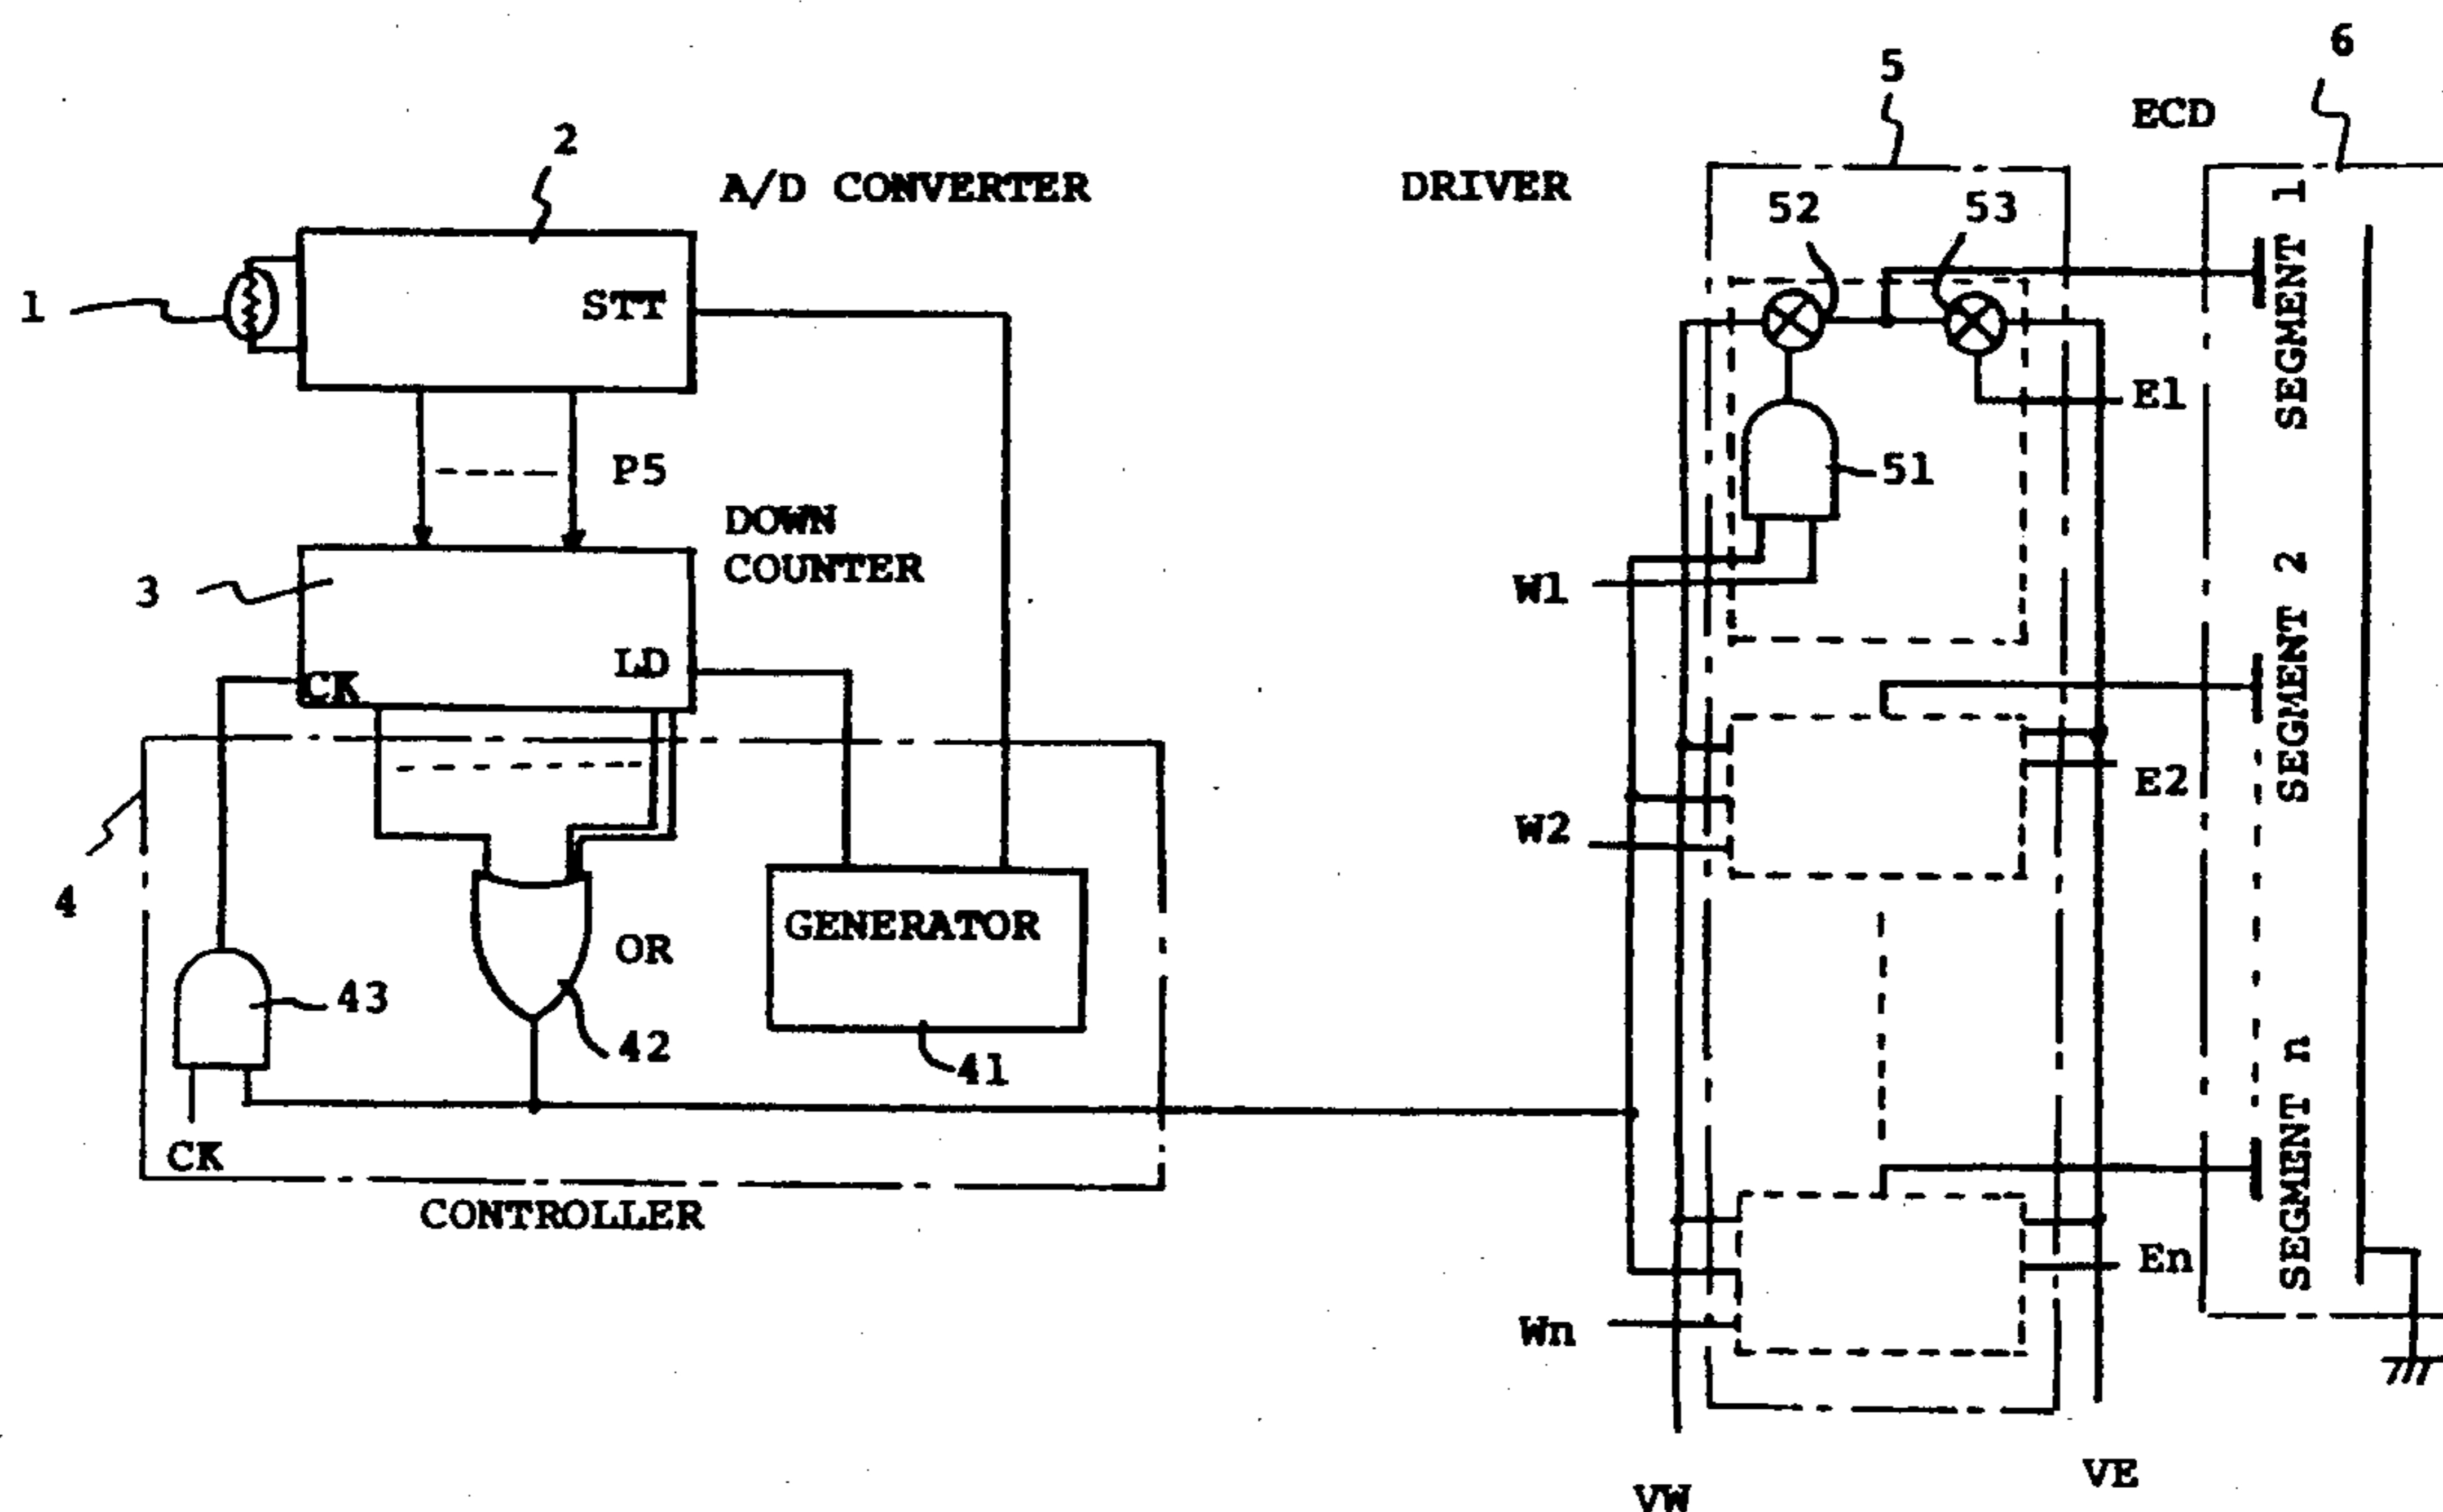 6
5
ECD
2
A/D CONVERTER
DRIVER
52
53
SEGMENT 1
1
STT
E1
P5
51
DOWN
COUNTER
3
W1
LD
CK
SEGMENT 2
E2
W2
4
GENERATOR
OR
43
42
41
SEGMENT n
CK
CONTROLLER
En
Wn
VE
VW